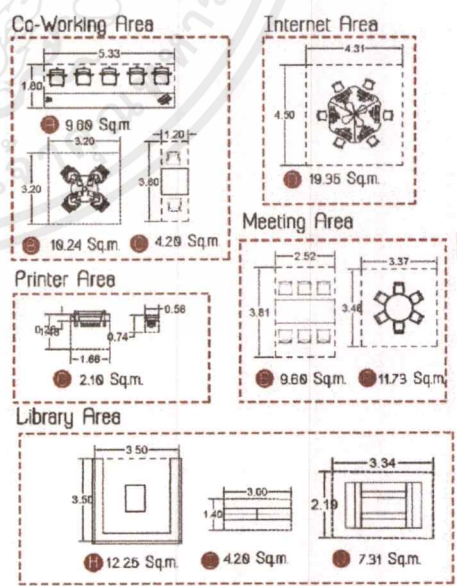 Co-Working Area
5.33
1.80
A 9.60 Sq.m.
3.20
3.20
B 10.24 Sq.m.
1.20
3.60
C 4.20 Sq.m.
Internet Area
4.31
4.50
D 19.35 Sq.m.
Meeting Area
2.52
3.81
E 9.60 Sq.m.
3.37
3.48
11.73 Sq.m.
Printer Area
1.66
2.10 Sq.m.
0.56
0.74
Library Area
3.50
3.50
H 12.25 Sq.m.
3.00
1.40
4.20 Sq.m.
3.34
2.19
7.31 Sq.m.